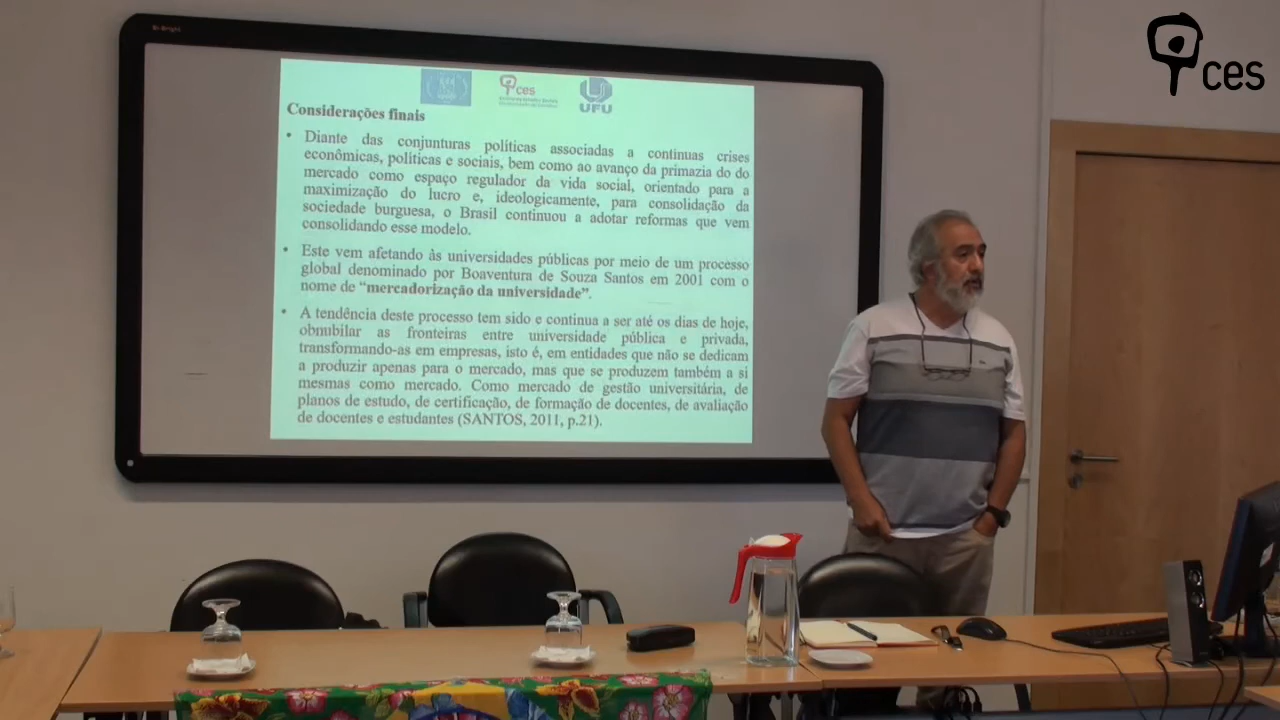 ces
ces
UFU
Considerações finais
• Diante das conjunturas políticas associadas a continuas crises
econômicas, políticas e sociais, bem como ao avanço da primazia do do
mercado como espaço regulador da vida social, orientado para a
maximização do lucro e, ideologicamente, para consolidação da
sociedade burguesa, o Brasil continuou a adotar reformas que vem
consolidando esse modelo.
• Este vem afetando às universidades públicas por meio de um processo
global denominado por Boaventura de Souza Santos em 2001 com o
nome de “mercadorização da universidade”.
• A tendência deste processo tem sido e continua a ser até os dias de hoje,
obnubilar as fronteiras entre universidade pública e privada,
transformando-as em empresas, isto é, em entidades que não se dedicam
a produzir apenas para o mercado, mas que se produzem também a si
mesmas como mercado. Como mercado de gestão universitária, de
planos de estudo, de certificação, de formação de docentes, de avaliação
de docentes e estudantes (SANTOS, 2011, p.21).